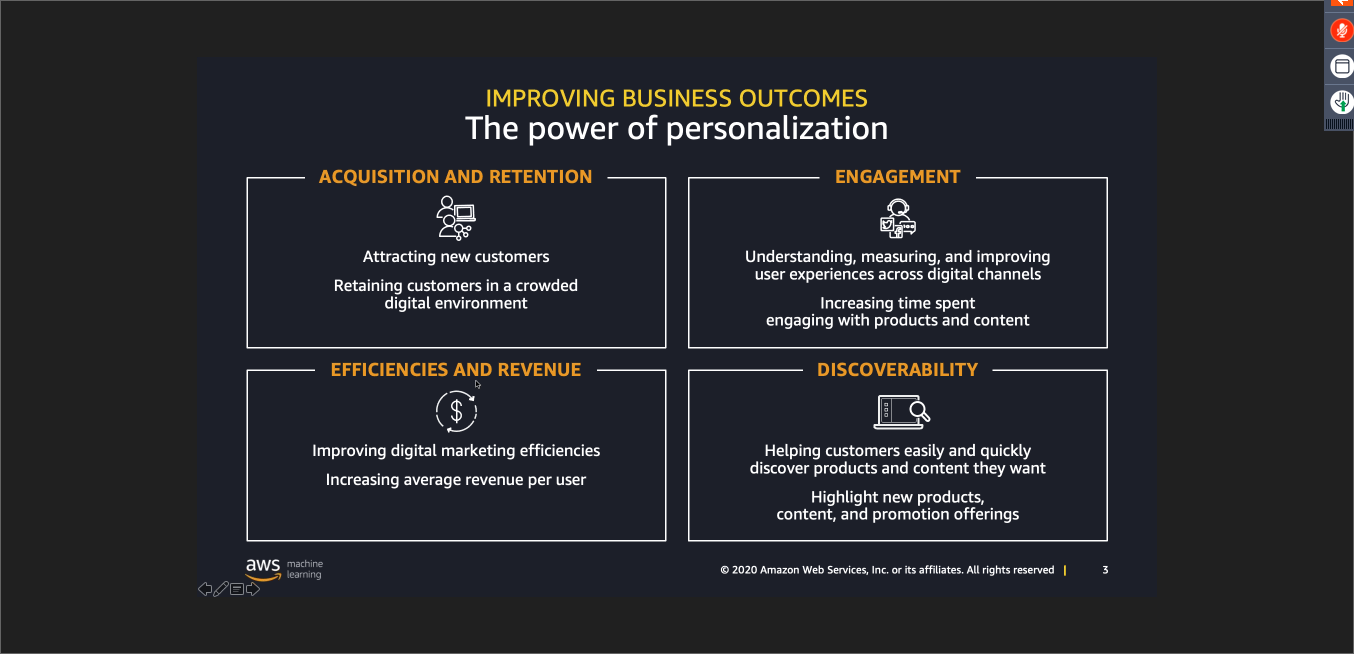 IMPROVING BUSINESS OUTCOMES
The power of personalization
ACQUISITION AND RETENTION
Attracting new customers
Retaining customers in a crowded
digital environment
ENGAGEMENT
Understanding, measuring, and improving
user experiences across digital channels
Increasing time spent
engaging with products and content
EFFICIENCIES AND REVENUE
$
Improving digital marketing efficiencies
Increasing average revenue per user
DISCOVERABILITY
Helping customers easily and quickly
discover products and content they want
Highlight new products,
content, and promotion offerings
aws machine
learning
© 2020 Amazon Web Services, Inc. or its affiliates. All rights reserved | 3